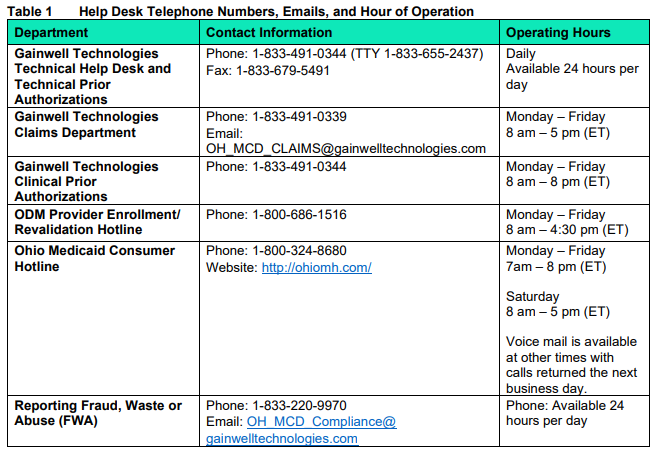 Table 1 Help Desk Telephone Numbers, Emails, and Hour of Operation
Department Contact Information Operating Hours
Gainwell Technologies
Technical Help Desk and
Technical Prior
Authorizations
Phone: 1-833-491-0344 (TTY 1-833-655-2437)
Fax: 1-833-679-5491
Daily
Available 24 hours per
day
Gainwell Technologies
Claims Department
Phone: 1-833-491-0339
Email:
OH_MCD_CLAIMS@gainwelltechnologies.com
Monday – Friday
8 am – 5 pm (ET)
Gainwell Technologies
Clinical Prior
Authorizations
Phone: 1-833-491-0344
Monday – Friday
8 am – 8 pm (ET)
ODM Provider Enrollment/
Revalidation Hotline
Phone: 1-800-686-1516
Monday – Friday
8 am – 4:30 pm (ET)
Ohio Medicaid Consumer
Hotline
Phone: 1-800-324-8680
Website: http://ohiomh.com/
Monday – Friday
7am – 8 pm (ET)
Saturday
8 am – 5 pm (ET)
Voice mail is available
at other times with
calls returned the next
business day.
Reporting Fraud, Waste or
Abuse (FWA)
Phone: 1-833-220-9970
Email: OH_MCD_Compliance@
gainwelltechnologies.com
Phone: Available 24
hours per day